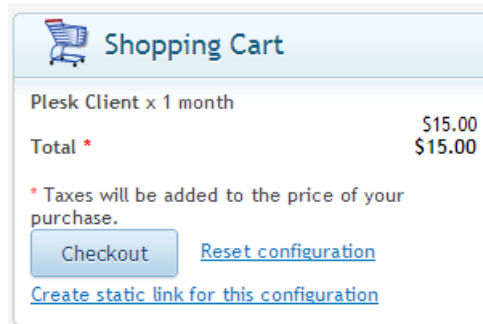 Shopping Cart
Plesk Client x 1 month
$15.00
Total * $15.00
* Taxes will be added to the price of your
purchase.
Checkout Reset configuration
Create static link for this configuration